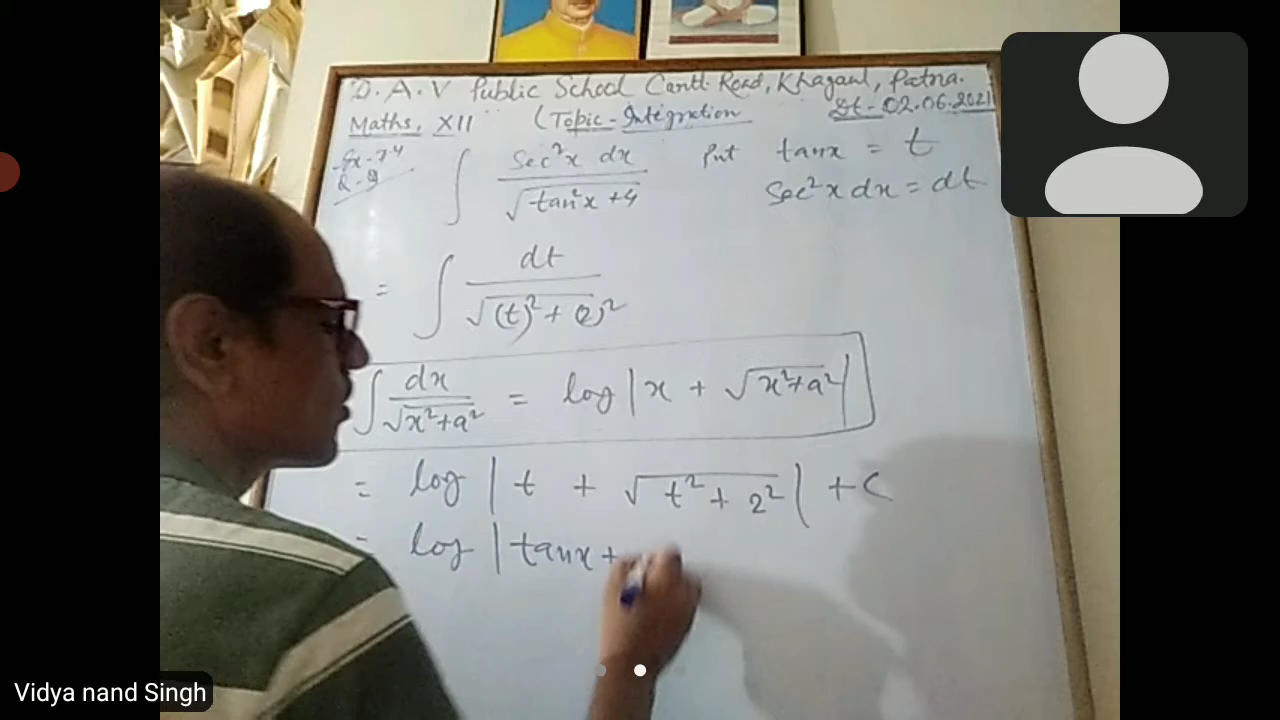 D.A.V Public School Cantt. Road, Khagaul, Patna.
Maths, XII (Topic - Integration Dt - 02.06.2021
Ex-7.4
Q-9
∫ Sec²x dx / √tan²x + 4 Put tanx = t
Sec²x dx = dt
= ∫ dt / √(t)² + (2)²
∫ dx / √x²+a² = log | x + √x²+a² |
= log | t + √t² + 2² | + C
= log | tanx +
Vidya nand Singh